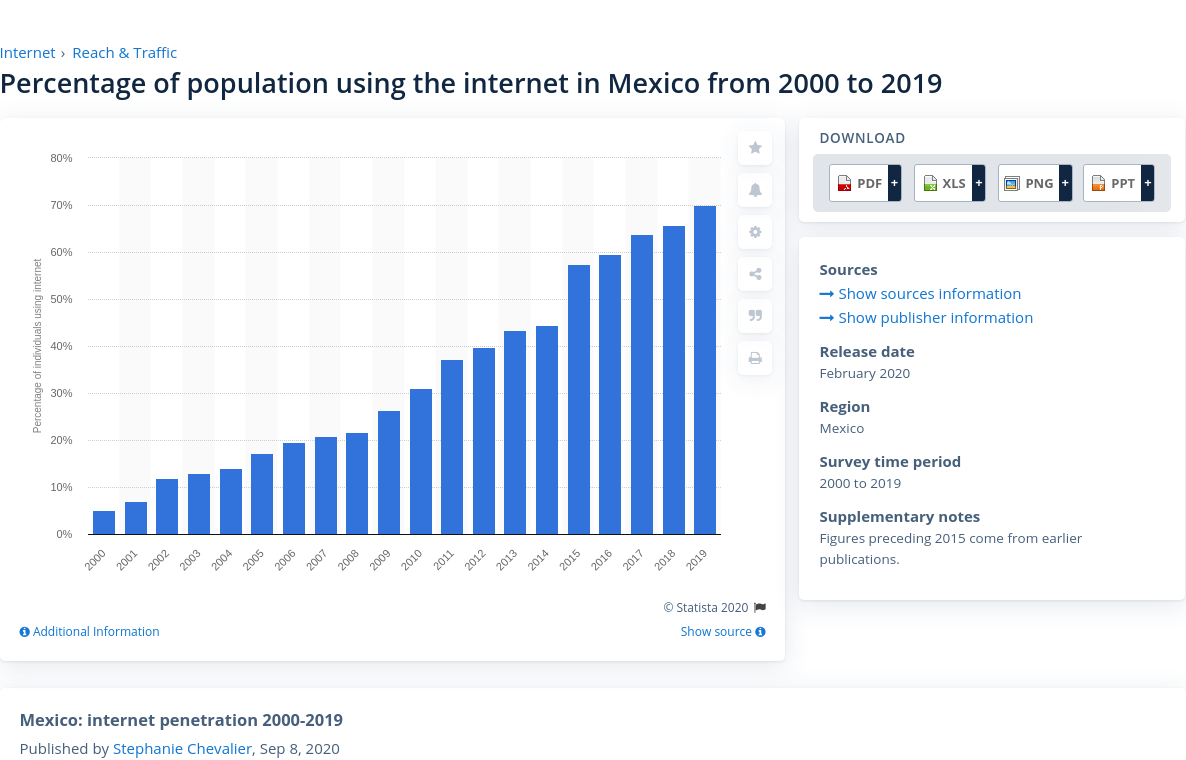 Internet › Reach & Traffic
Percentage of population using the internet in Mexico from 2000 to 2019
Percentage of individuals using internet
80%
70%
60%
50%
40%
30%
20%
10%
0%
2000 2001 2002 2003 2004 2005 2006 2007 2008 2009 2010 2011 2012 2013 2014 2015 2016 2017 2018 2019
© Statista 2020
Additional Information
Show source
DOWNLOAD
PDF + XLS + PNG + PPT +
Sources
Show sources information
Show publisher information
Release date
February 2020
Region
Mexico
Survey time period
2000 to 2019
Supplementary notes
Figures preceding 2015 come from earlier
publications.
Mexico: internet penetration 2000-2019
Published by Stephanie Chevalier, Sep 8, 2020